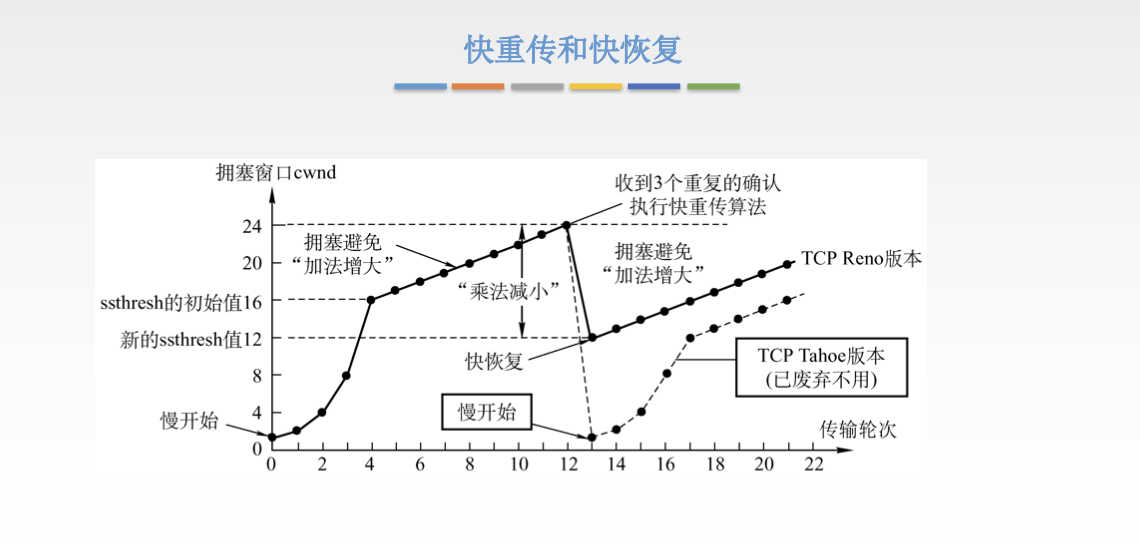 快重传和快恢复
拥塞窗口cwnd
收到3个重复的确认
执行快重传算法
24
拥塞避免
“加法增大”
拥塞避免
“加法增大”
20
TCP Reno版本
“乘法减小”
ssthresh的初始值16
新的ssthresh值12
快恢复
TCP Tahoe版本
(已废弃不用)
8
慢开始
4
慢开始
传输轮次
0
0 2 4 6 8 10 12 14 16 18 20 22